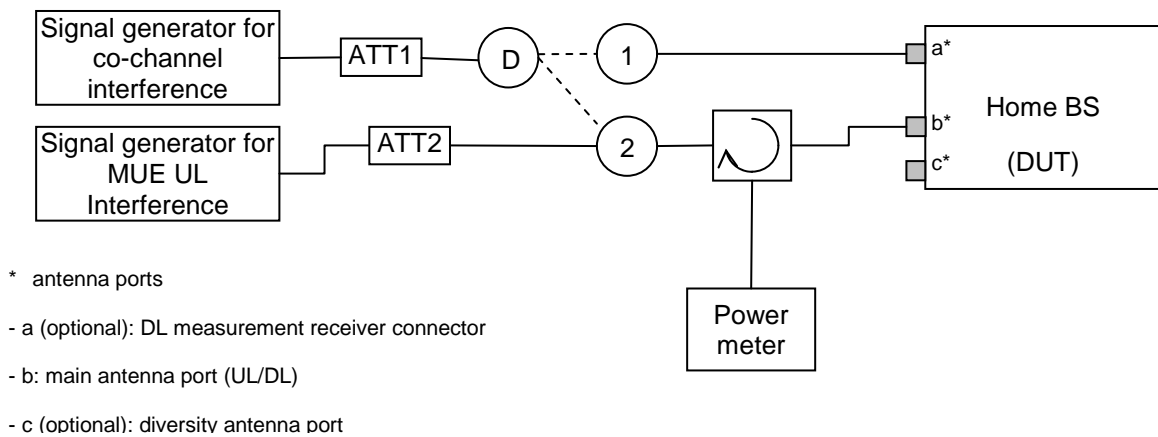 Signal generator for
co-channel
interference
ATT1
D
1
a*
Home BS
(DUT)
Signal generator for
MUE UL
Interference
ATT2
2
b*
c*
Power
meter
* antenna ports
- a (optional): DL measurement receiver connector
- b: main antenna port (UL/DL)
- c (optional): diversity antenna port